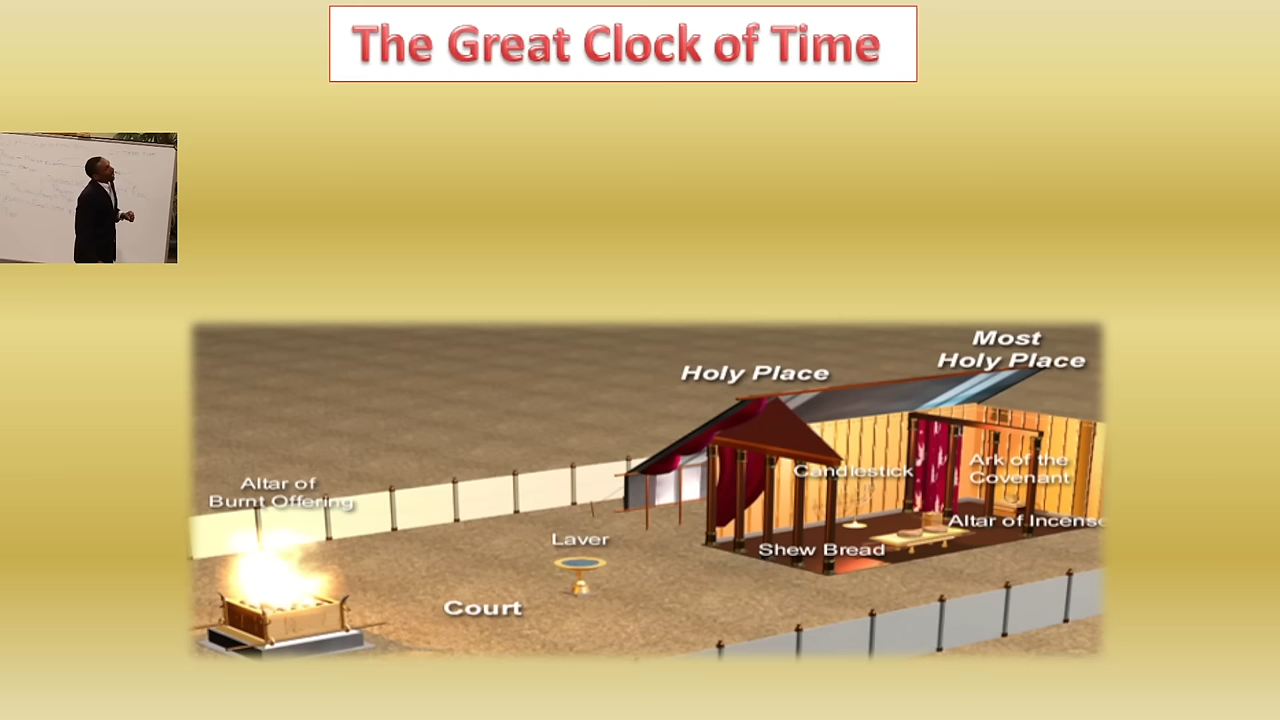 The Great Clock of Time
Most
Holy Place
Holy Place
Candlestick
Ark of the
Covenant
Altar of
Burnt Offering
Altar of Incense
Laver
Shew Bread
Court